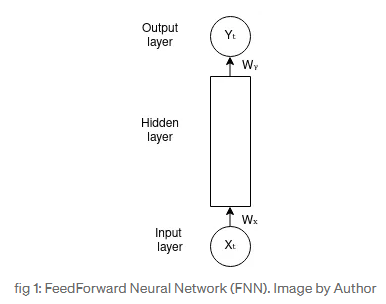 Output
layer
Yt
Wy
Hidden
layer
Wx
Input
layer
Xt
fig 1: FeedForward Neural Network (FNN). Image by Author